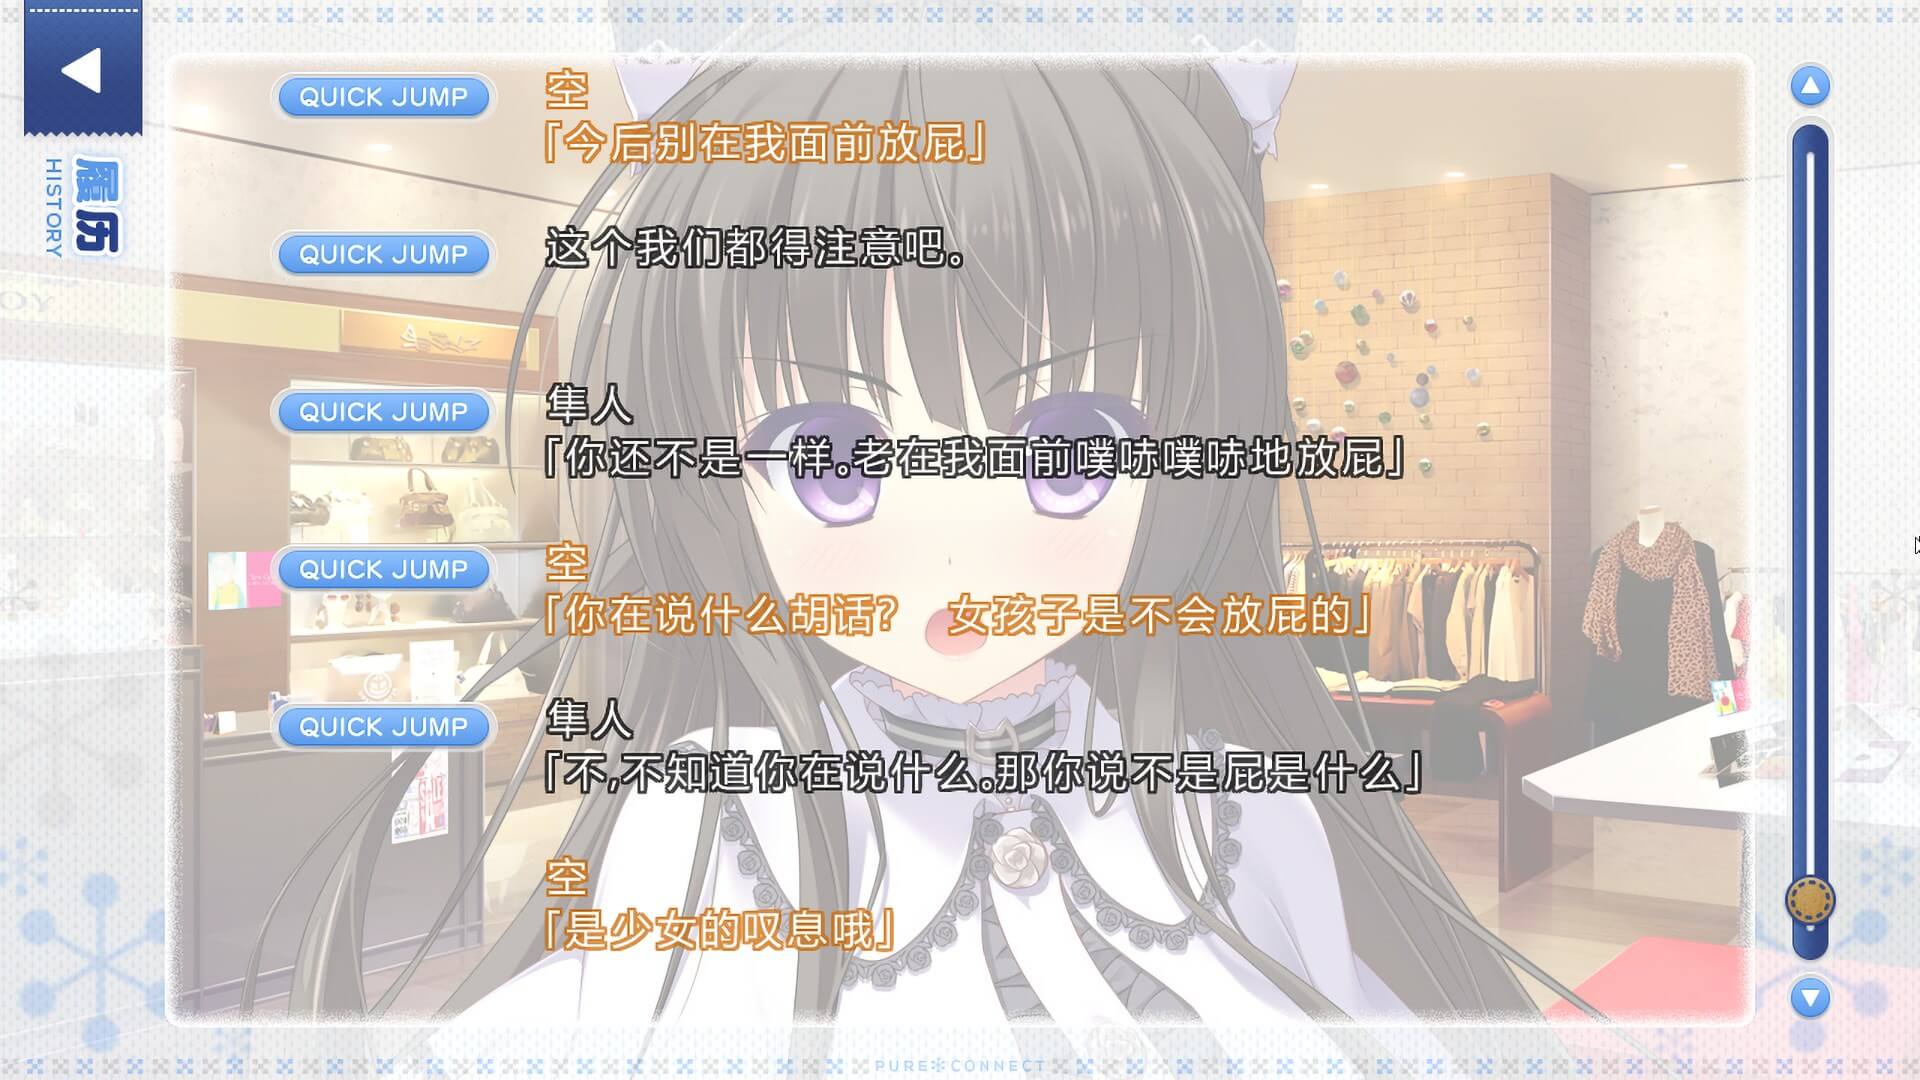 履历
HISTORY
QUICK JUMP
空
「今后别在我面前放屁」
QUICK JUMP
这个我们都得注意吧。
QUICK JUMP
隼人
「你还不是一样。老在我面前噗哧噗哧地放屁」
QUICK JUMP
空
「你在说什么胡话？　女孩子是不会放屁的」
QUICK JUMP
隼人
「不,不知道你在说什么。那你说不是屁是什么」
空
「是少女的叹息哦」
PURE※CONNECT